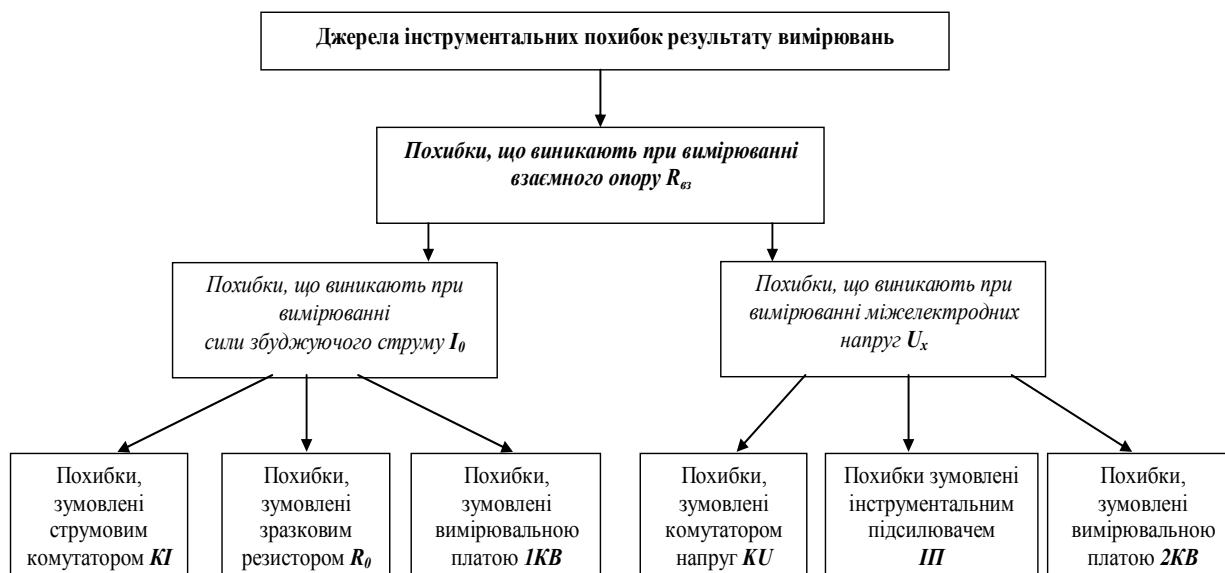 Джерела інструментальних похибок результату вимірювань
Похибки, що виникають при вимірюванні
взаємного опору Rвз
Похибки, що виникають при
вимірюванні
сили збуджуючого струму I0
Похибки, що виникають при
вимірюванні міжелектродних
напруг Ux
Похибки,
зумовлені
струмовим
комутатором KI
Похибки,
зумовлені
зразковим
резистором R0
Похибки,
зумовлені
вимірювальною
платою 1КВ
Похибки,
зумовлені
комутатором
напруг KU
Похибки зумовлені
інструментальним
підсилювачем
ІП
Похибки,
зумовлені
вимірювальною
платою 2КВ